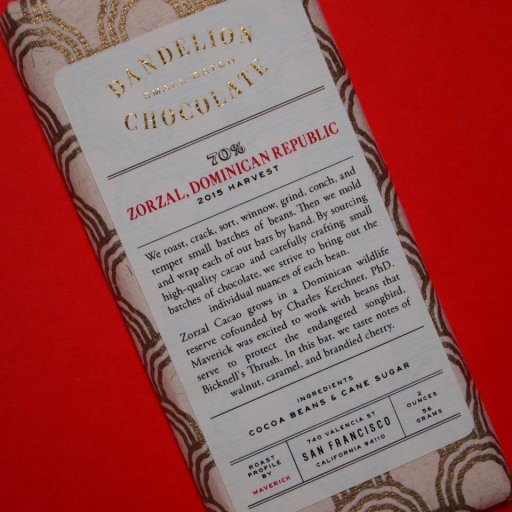 DANDELION
SMALL-BATCH
CHOCOLATE
70%
ZORZAL, DOMINICAN REPUBLIC
2015 HARVEST
We roast, crack, sort, winnow, grind, conch, and
temper small batches of beans. Then we mold
and wrap each of our bars by hand. By sourcing
high-quality cacao and carefully crafting small
batches of chocolate, we strive to bring out the
individual nuances of each bean.
Zorzal Cacao grows in a Dominican wildlife
reserve cofounded by Charles Kerchner, PhD.
Maverick was excited to work with beans that
serve to protect the endangered songbird,
Bicknell's Thrush. In this bar, we taste notes of
walnut, caramel, and brandied cherry.
INGREDIENTS
COCOA BEANS & CANE SUGAR
ROAST
PROFILE
BY
MAVERICK
740 VALENCIA ST
SAN FRANCISCO
CALIFORNIA 94110
2
OUNCES
56
GRAMS